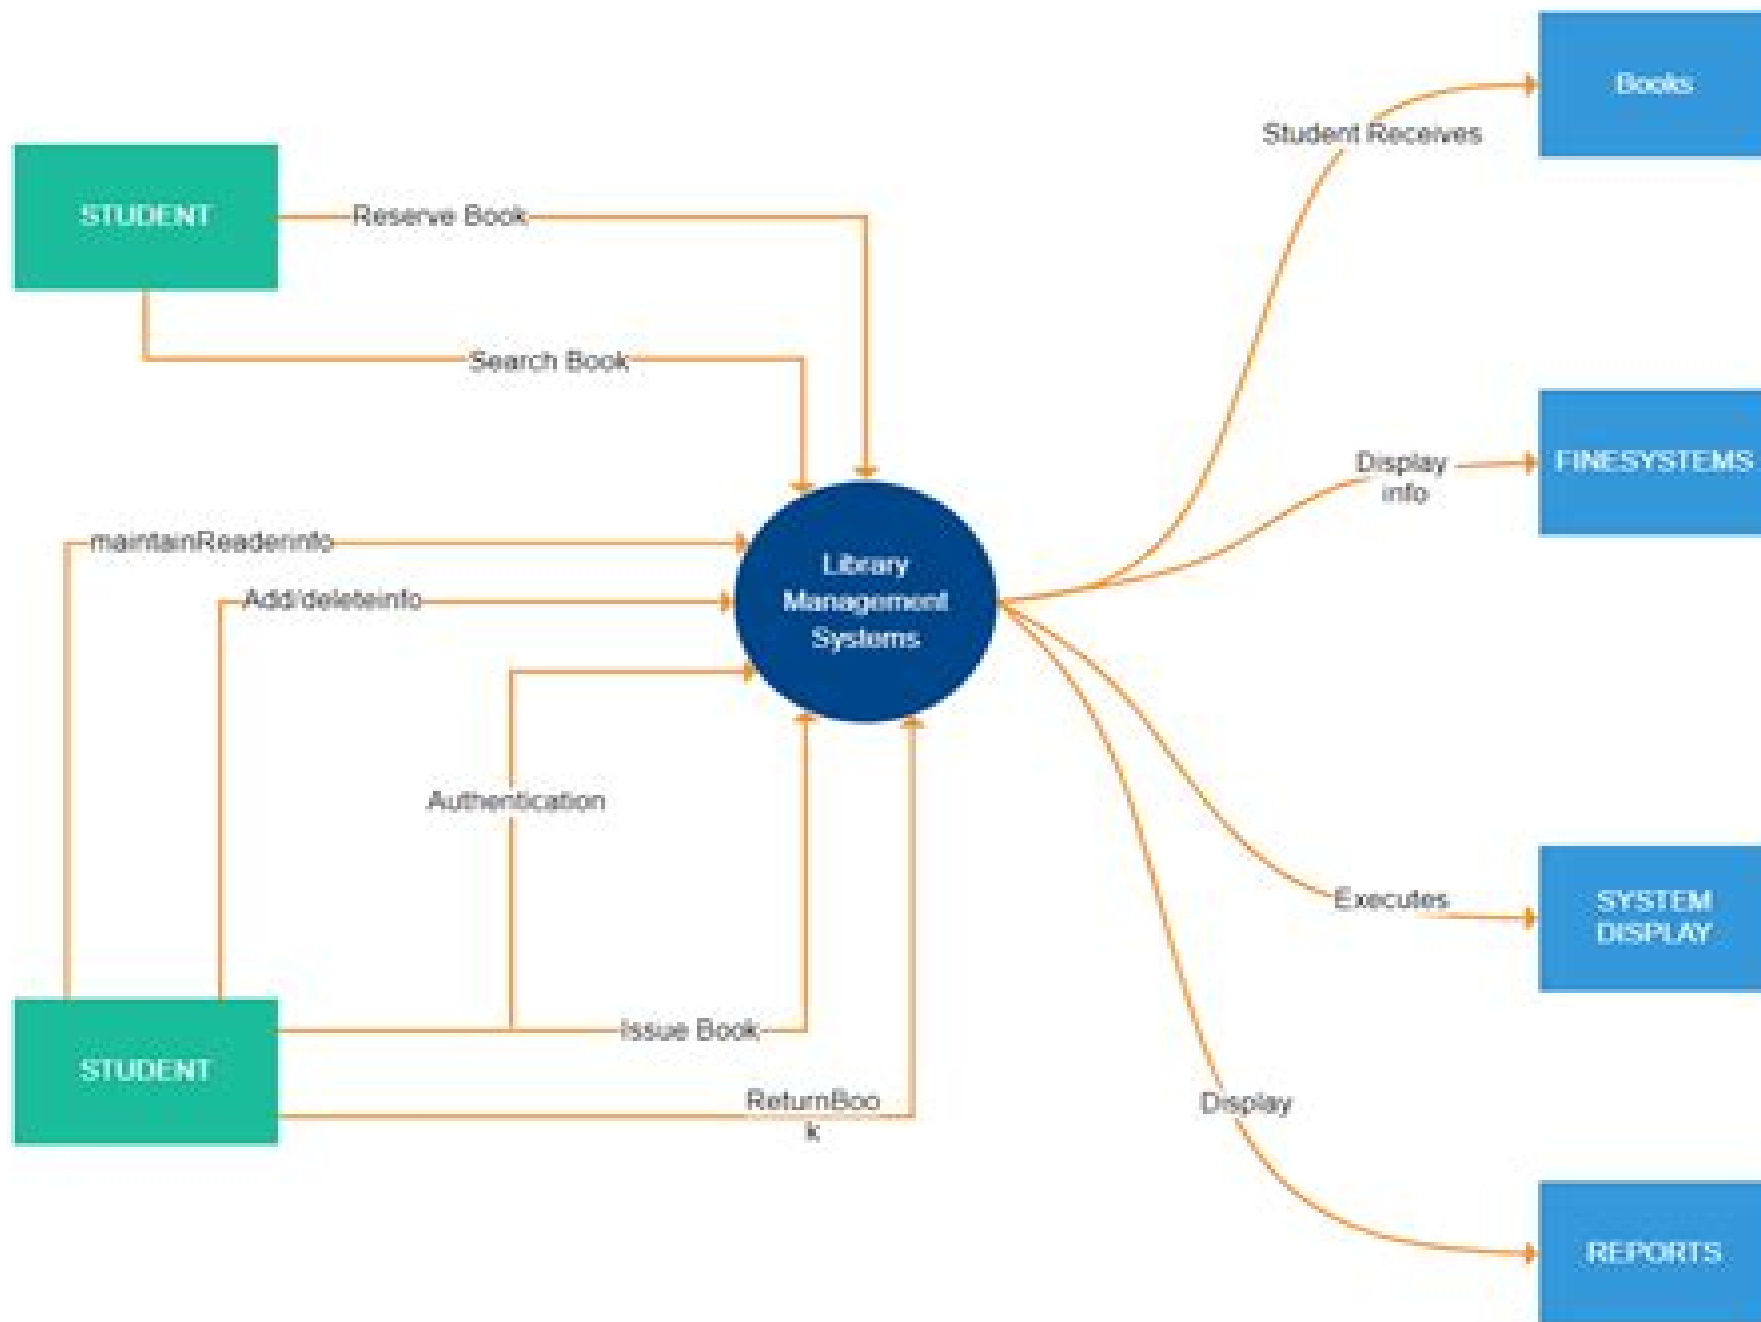 Books
Student Receives
STUDENT
Reserve Book
Search Book
Display
info
FINESYSTEMS
maintainReaderinfo
Add/deleteinfo
Library
Management
Systems
Authentication
Executes
SYSTEM
DISPLAY
Issue Book
STUDENT
ReturnBoo
k
Display
REPORTS